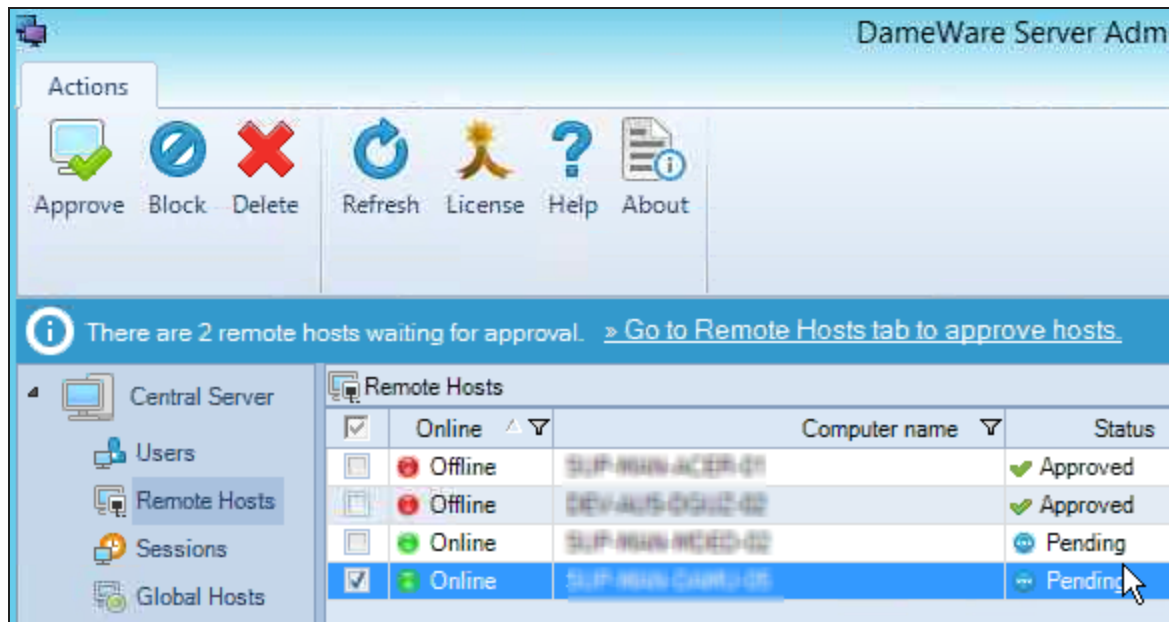 DameWare Server Adm
Actions
Approve Block Delete Refresh License Help About
There are 2 remote hosts waiting for approval. » Go to Remote Hosts tab to approve hosts.
Central Server
Users
Remote Hosts
Sessions
Global Hosts
Remote Hosts
Online Computer name Status
Offline Approved
Offline Approved
Online Pending
Online Pending